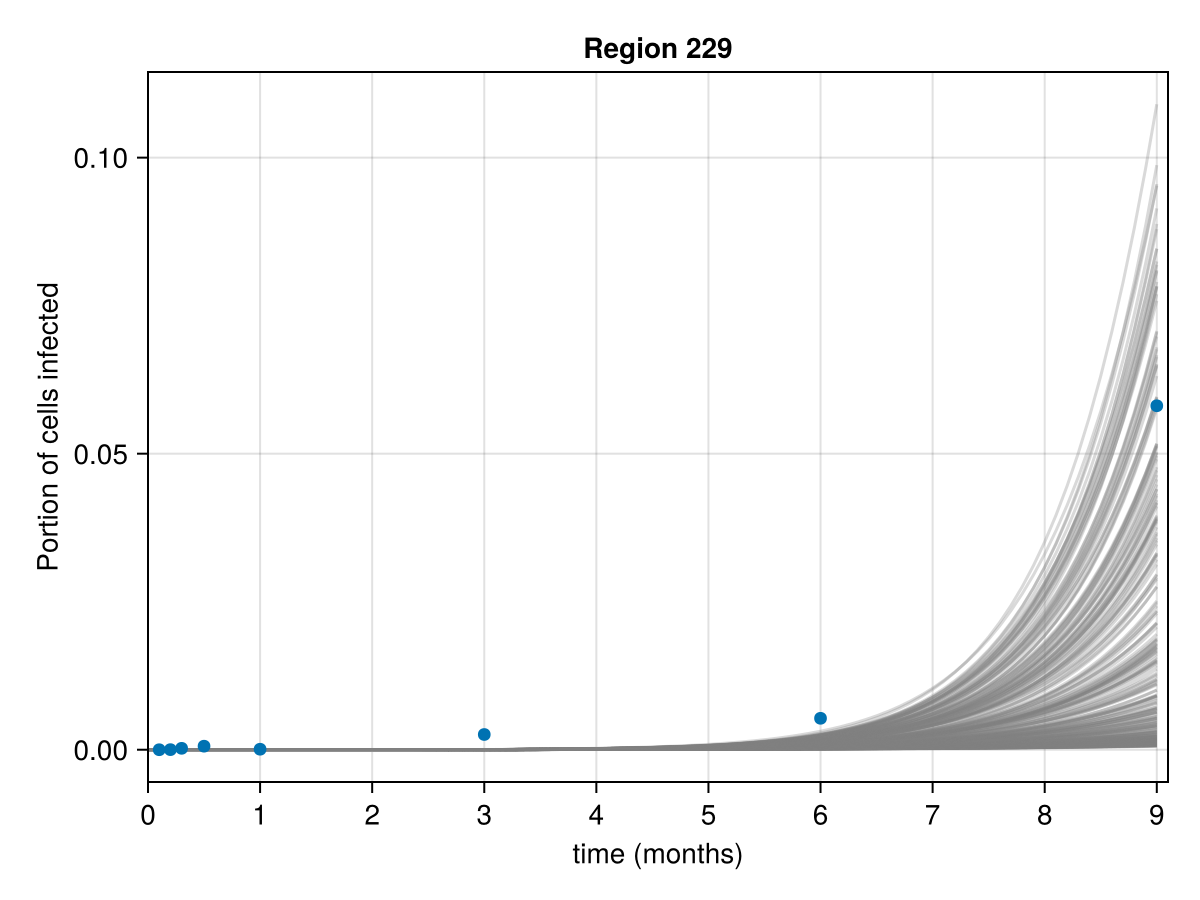 Region 229
Portion of cells infected
0.10
0.05
0.00
0 1 2 3 4 5 6 7 8 9
time (months)